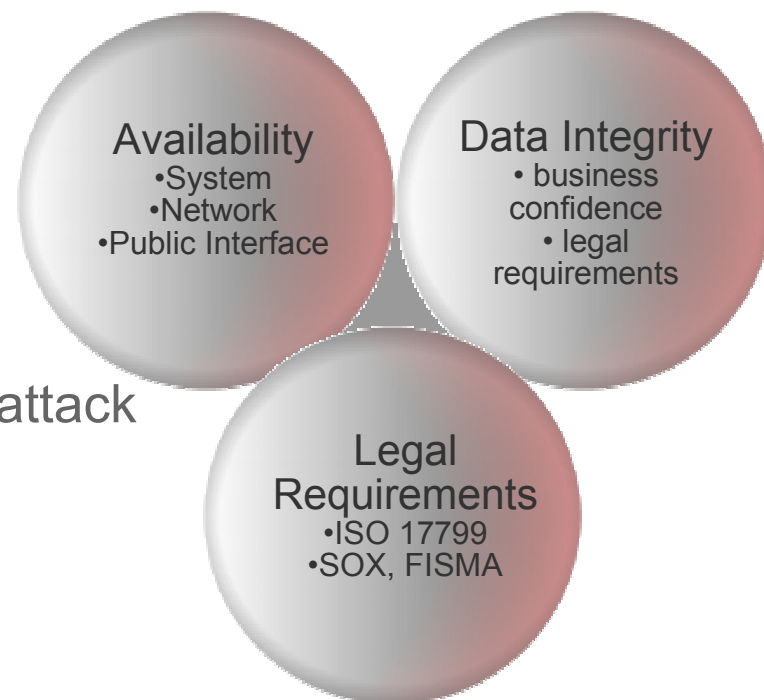 Availability
•System
•Network
•Public Interface
Data Integrity
• business
confidence
• legal
requirements
attack
Legal
Requirements
•ISO 17799
•SOX, FISMA